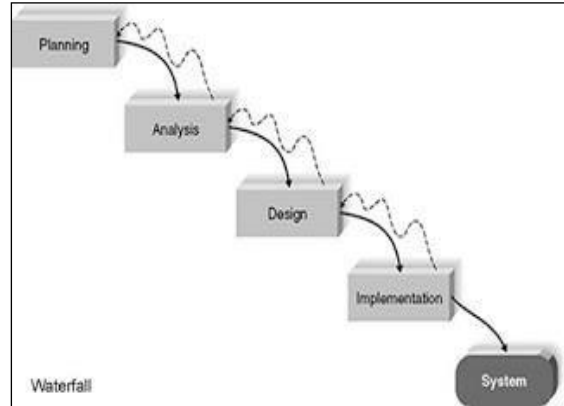 Planning
Analysis
Design
Implementation
System
Waterfall